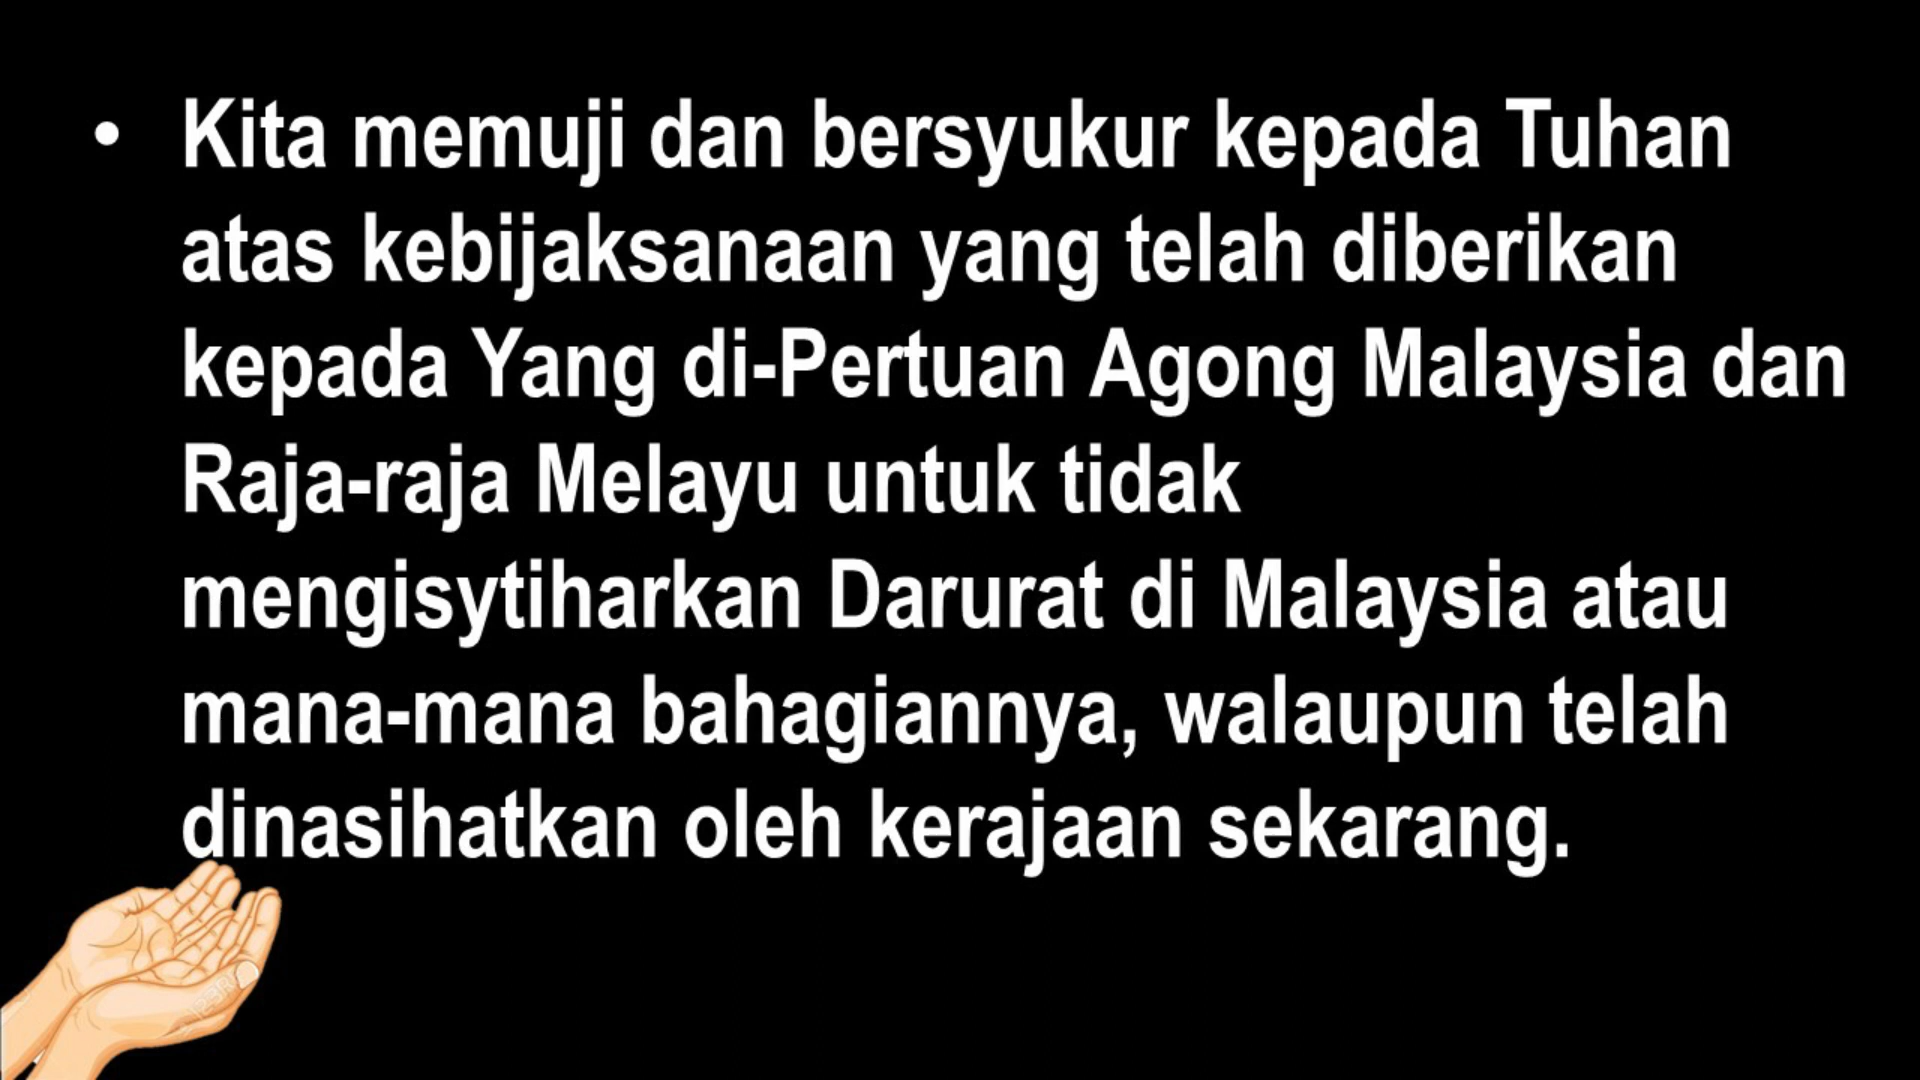 • Kita memuji dan bersyukur kepada Tuhan
atas kebijaksanaan yang telah diberikan
kepada Yang di-Pertuan Agong Malaysia dan
Raja-raja Melayu untuk tidak
mengisytiharkan Darurat di Malaysia atau
mana-mana bahagiannya, walaupun telah
dinasihatkan oleh kerajaan sekarang.